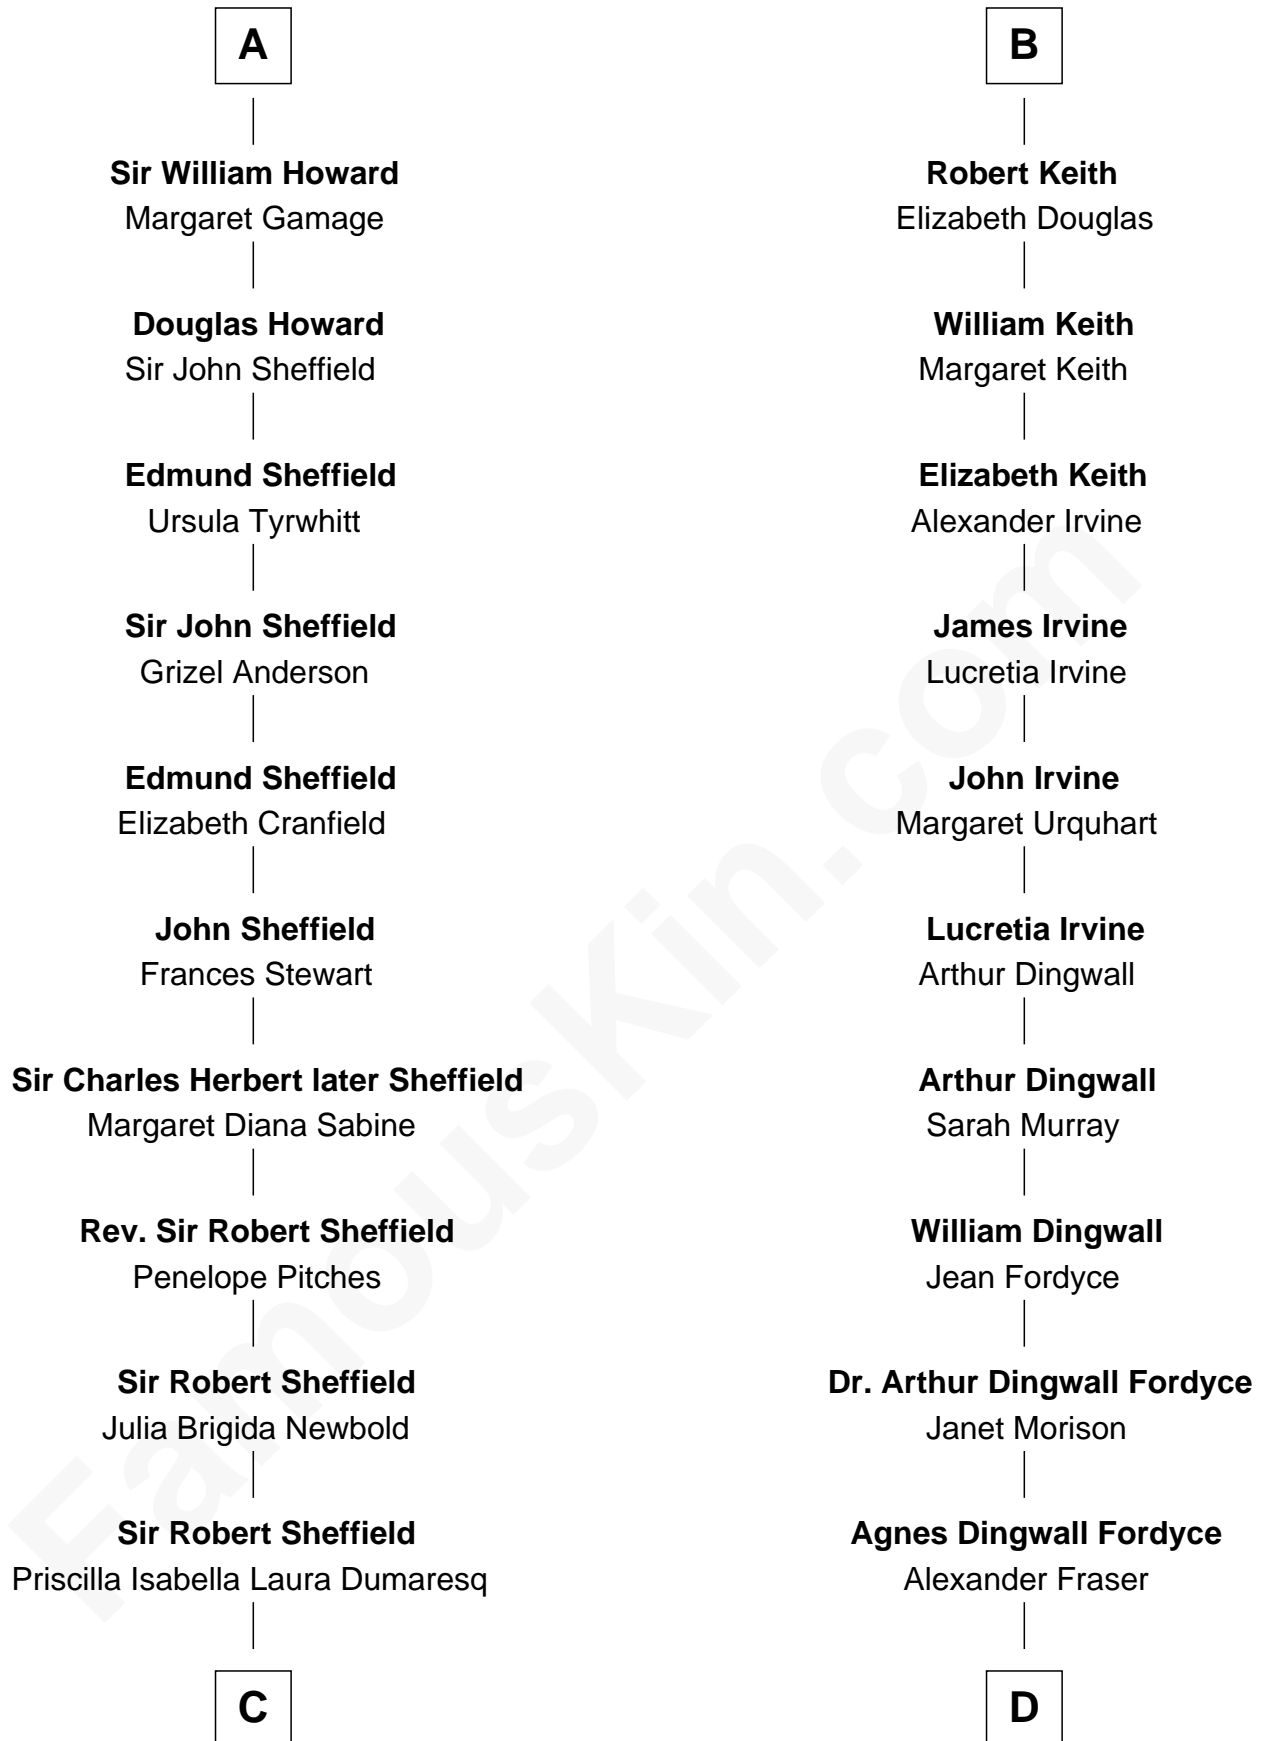 A
Sir William Howard
Margaret Gamage
Douglas Howard
Sir John Sheffield
Edmund Sheffield
Ursula Tyrwhitt
Sir John Sheffield
Grizel Anderson
Edmund Sheffield
Elizabeth Cranfield
John Sheffield
Frances Stewart
Sir Charles Herbert later Sheffield
Margaret Diana Sabine
Rev. Sir Robert Sheffield
Penelope Pitches
Sir Robert Sheffield
Julia Brigida Newbold
Sir Robert Sheffield
Priscilla Isabella Laura Dumaresq
C
B
Robert Keith
Elizabeth Douglas
William Keith
Margaret Keith
Elizabeth Keith
Alexander Irvine
James Irvine
Lucretia Irvine
John Irvine
Margaret Urquhart
Lucretia Irvine
Arthur Dingwall
Arthur Dingwall
Sarah Murray
William Dingwall
Jean Fordyce
Dr. Arthur Dingwall Fordyce
Janet Morison
Agnes Dingwall Fordyce
Alexander Fraser
D
FamousKin.com